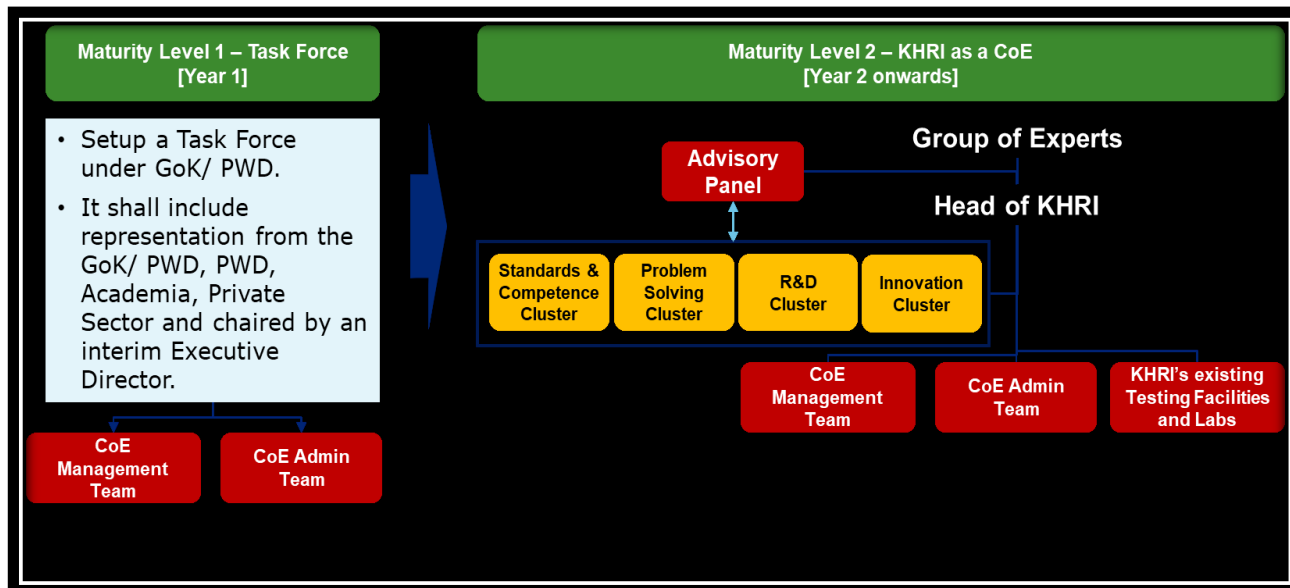 Maturity Level 1 – Task Force
[Year 1]
• Setup a Task Force
under GoK/ PWD.
• It shall include
representation from the
GoK/ PWD, PWD,
Academia, Private
Sector and chaired by an
interim Executive
Director.
CoE
Management
Team
CoE Admin
Team
Maturity Level 2 – KHRI as a CoE
[Year 2 onwards]
Group of Experts
Advisory
Panel
Head of KHRI
Standards &
Competence
Cluster
Problem
Solving
Cluster
R&D
Cluster
Innovation
Cluster
CoE
Management
Team
CoE Admin
Team
KHRI's existing
Testing Facilities
and Labs